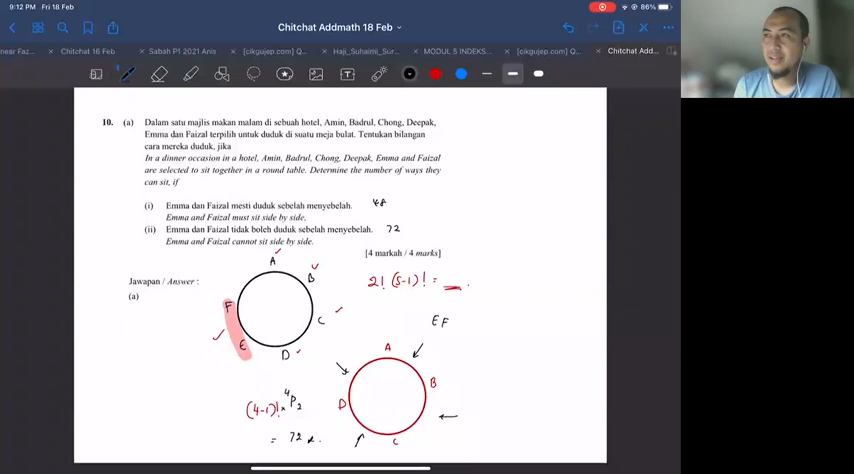 9:12 PM Fri 18 Feb
86%
Chitchat Addmath 18 Feb
near Faz...
Chitchat 16 Feb
Sabah P1 2021 Anis
[cikgujep.com] Q...
Haji_Suhaimi_Sur...
MODUL 5 INDEKS...
[cikgujep.com] Q...
Chitchat Addm...
10. (a) Dalam satu majlis makan malam di sebuah hotel, Amin, Badrul, Chong, Deepak,
Emma dan Faizal terpilih untuk duduk di suatu meja bulat. Tentukan bilangan
cara mereka duduk, jika
In a dinner occasion in a hotel, Amin, Badrul, Chong, Deepak, Emma and Faizal
are selected to sit together in a round table. Determine the number of ways they
can sit, if
(i) Emma dan Faizal mesti duduk sebelah menyebelah. 48
Emma and Faizal must sit side by side,
(ii) Emma dan Faizal tidak boleh duduk sebelah menyebelah. 72
Emma and Faizal cannot sit side by side.
[4 markah / 4 marks]
Jawapan / Answer :
(a)
A
B
F
C
E
D
2! (5-1)! = __.
E F
A
B
D
C
(4-1)! × ⁴P₂
= 72